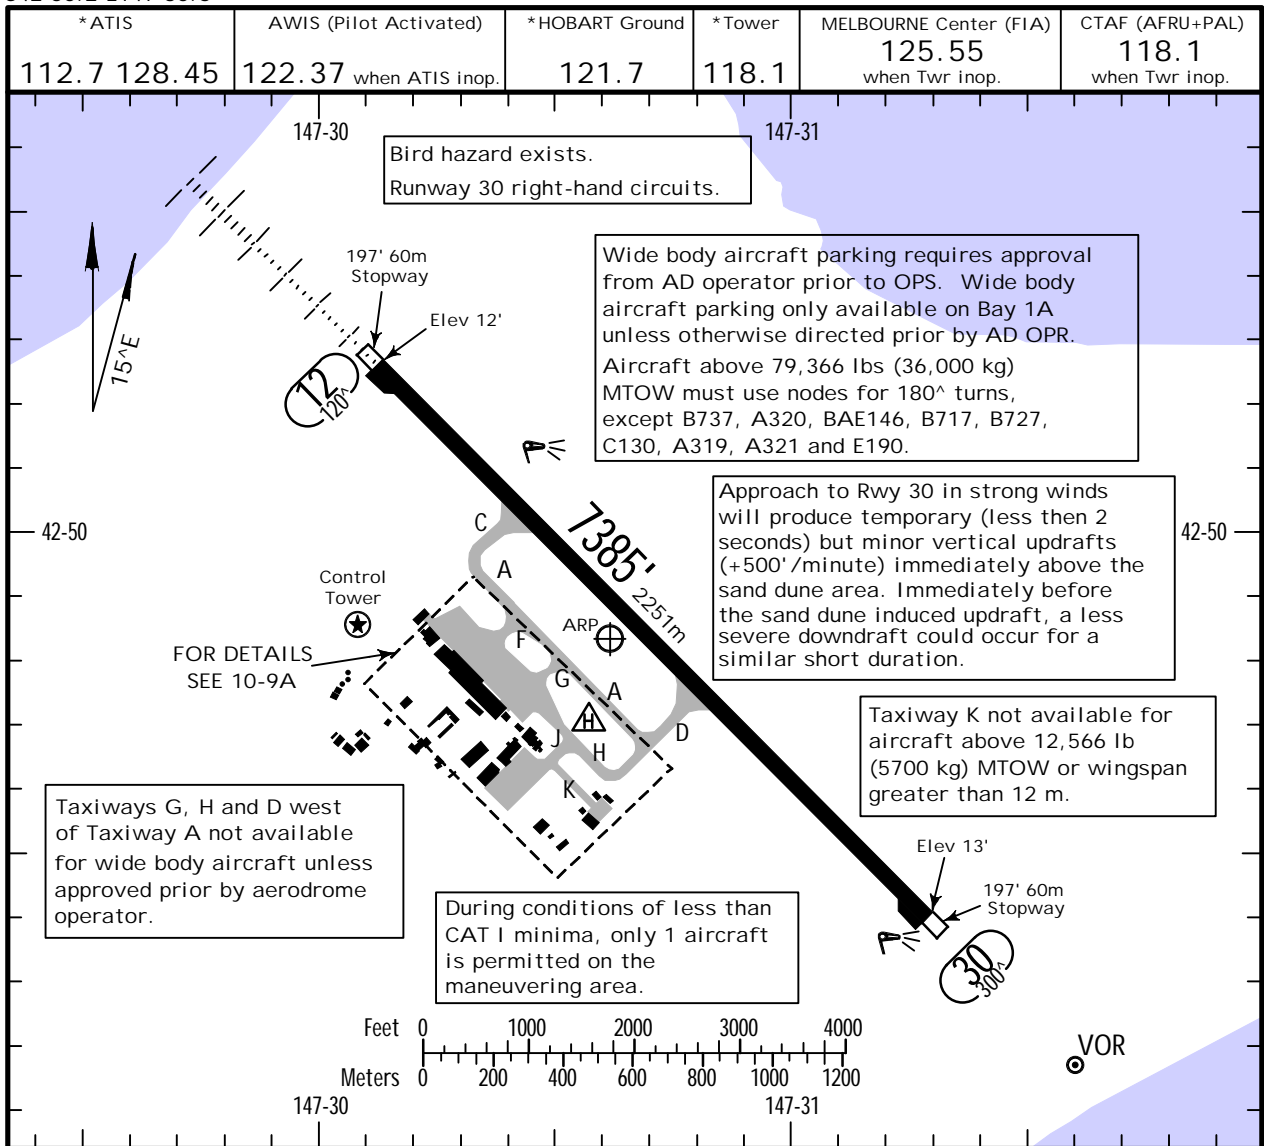 *ATIS
112.7 128.45
AWIS (Pilot Activated)
122.37 when ATIS inop.
*HOBART Ground
121.7
*Tower
118.1
MELBOURNE Center (FIA)
125.55
when Twr inop.
CTAF (AFRU+PAL)
118.1
when Twr inop.
147-30
147-31
Bird hazard exists.
Runway 30 right-hand circuits.
15^E
197' 60m
Stopway
Elev 12'
12
120^
Wide body aircraft parking requires approval
from AD operator prior to OPS. Wide body
aircraft parking only available on Bay 1A
unless otherwise directed prior by AD OPR.
Aircraft above 79,366 lbs (36,000 kg)
MTOW must use nodes for 180^ turns,
except B737, A320, BAE146, B717, B727,
C130, A319, A321 and E190.
Approach to Rwy 30 in strong winds
will produce temporary (less then 2
seconds) but minor vertical updrafts
(+500'/minute) immediately above the
sand dune area. Immediately before
the sand dune induced updraft, a less
severe downdraft could occur for a
similar short duration.
42-50
42-50
7385'
2251m
C
A
Control
Tower
ARP
F
FOR DETAILS
SEE 10-9A
G
A
H
D
J
H
K
Taxiway K not available for
aircraft above 12,566 lb
(5700 kg) MTOW or wingspan
greater than 12 m.
Taxiways G, H and D west
of Taxiway A not available
for wide body aircraft unless
approved prior by aerodrome
operator.
Elev 13'
197' 60m
Stopway
30
300^
During conditions of less than
CAT I minima, only 1 aircraft
is permitted on the
maneuvering area.
Feet 0 1000 2000 3000 4000
Meters 0 200 400 600 800 1000 1200
VOR
147-30
147-31